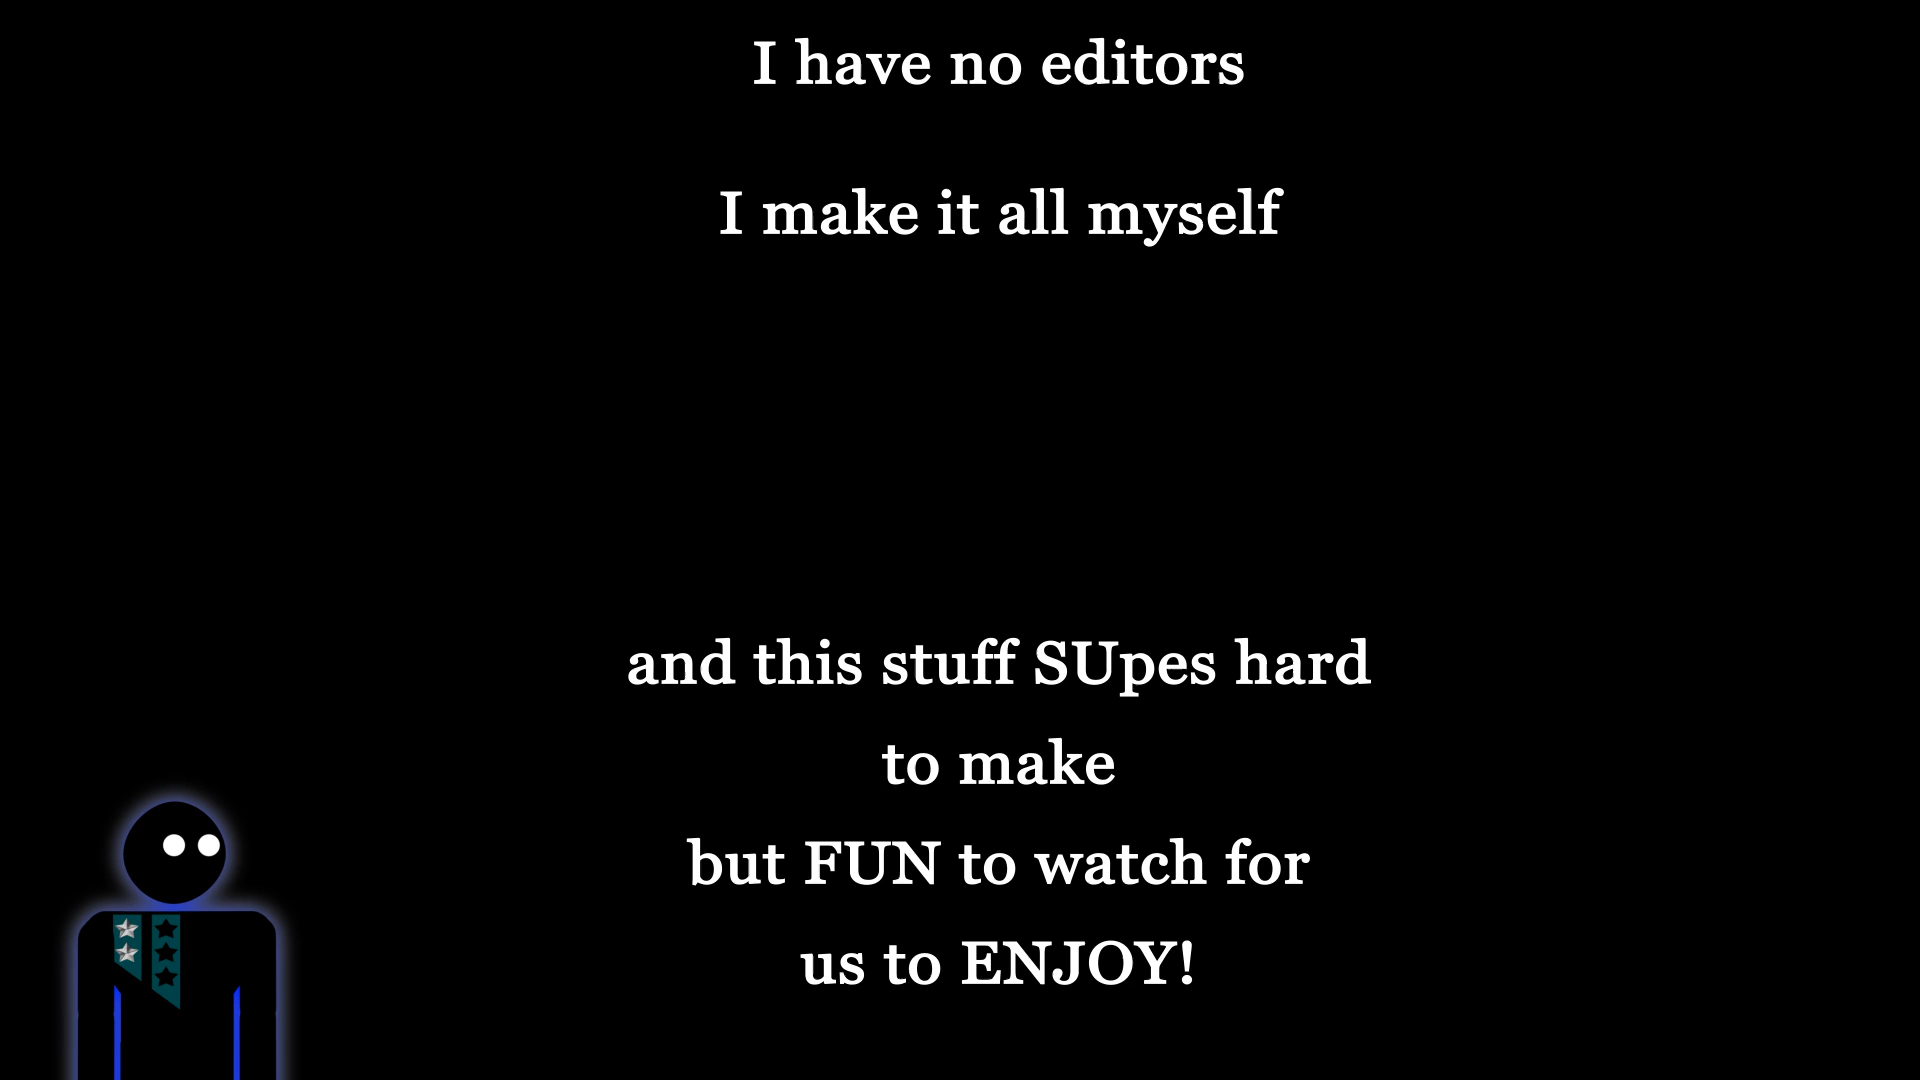 I have no editors
I make it all myself
and this stuff SUpes hard
to make
but FUN to watch for
us to ENJOY!